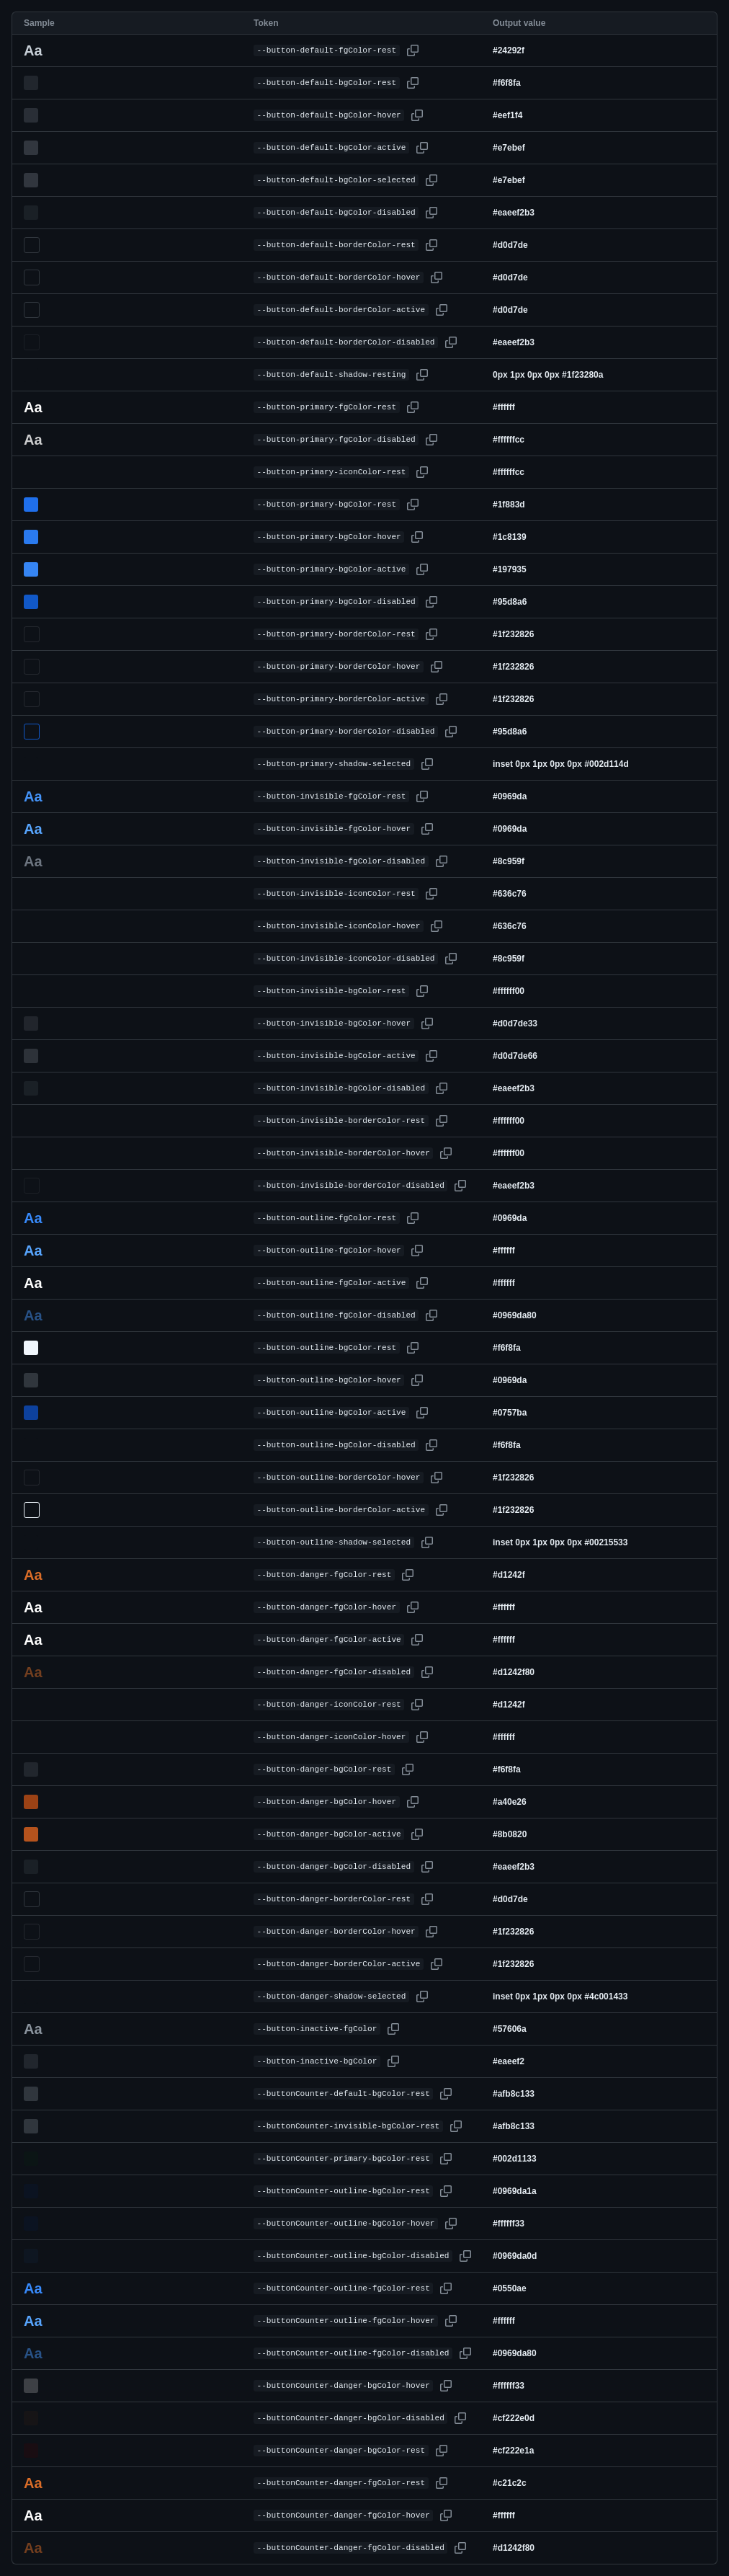 Sample Token Output value
Aa --button-default-fgColor-rest #24292f
--button-default-bgColor-rest #f6f8fa
--button-default-bgColor-hover #eef1f4
--button-default-bgColor-active #e7ebef
--button-default-bgColor-selected #e7ebef
--button-default-bgColor-disabled #eaeef2b3
--button-default-borderColor-rest #d0d7de
--button-default-borderColor-hover #d0d7de
--button-default-borderColor-active #d0d7de
--button-default-borderColor-disabled #eaeef2b3
--button-default-shadow-resting 0px 1px 0px 0px #1f23280a
Aa --button-primary-fgColor-rest #ffffff
Aa --button-primary-fgColor-disabled #ffffffcc
--button-primary-iconColor-rest #ffffffcc
--button-primary-bgColor-rest #1f883d
--button-primary-bgColor-hover #1c8139
--button-primary-bgColor-active #197935
--button-primary-bgColor-disabled #95d8a6
--button-primary-borderColor-rest #1f232826
--button-primary-borderColor-hover #1f232826
--button-primary-borderColor-active #1f232826
--button-primary-borderColor-disabled #95d8a6
--button-primary-shadow-selected inset 0px 1px 0px 0px #002d114d
Aa --button-invisible-fgColor-rest #0969da
Aa --button-invisible-fgColor-hover #0969da
Aa --button-invisible-fgColor-disabled #8c959f
--button-invisible-iconColor-rest #636c76
--button-invisible-iconColor-hover #636c76
--button-invisible-iconColor-disabled #8c959f
--button-invisible-bgColor-rest #ffffff00
--button-invisible-bgColor-hover #d0d7de33
--button-invisible-bgColor-active #d0d7de66
--button-invisible-bgColor-disabled #eaeef2b3
--button-invisible-borderColor-rest #ffffff00
--button-invisible-borderColor-hover #ffffff00
--button-invisible-borderColor-disabled #eaeef2b3
Aa --button-outline-fgColor-rest #0969da
Aa --button-outline-fgColor-hover #ffffff
Aa --button-outline-fgColor-active #ffffff
Aa --button-outline-fgColor-disabled #0969da80
--button-outline-bgColor-rest #f6f8fa
--button-outline-bgColor-hover #0969da
--button-outline-bgColor-active #0757ba
--button-outline-bgColor-disabled #f6f8fa
--button-outline-borderColor-hover #1f232826
--button-outline-borderColor-active #1f232826
--button-outline-shadow-selected inset 0px 1px 0px 0px #00215533
Aa --button-danger-fgColor-rest #d1242f
Aa --button-danger-fgColor-hover #ffffff
Aa --button-danger-fgColor-active #ffffff
Aa --button-danger-fgColor-disabled #d1242f80
--button-danger-iconColor-rest #d1242f
--button-danger-iconColor-hover #ffffff
--button-danger-bgColor-rest #f6f8fa
--button-danger-bgColor-hover #a40e26
--button-danger-bgColor-active #8b0820
--button-danger-bgColor-disabled #eaeef2b3
--button-danger-borderColor-rest #d0d7de
--button-danger-borderColor-hover #1f232826
--button-danger-borderColor-active #1f232826
--button-danger-shadow-selected inset 0px 1px 0px 0px #4c001433
Aa --button-inactive-fgColor #57606a
--button-inactive-bgColor #eaeef2
--buttonCounter-default-bgColor-rest #afb8c133
--buttonCounter-invisible-bgColor-rest #afb8c133
--buttonCounter-primary-bgColor-rest #002d1133
--buttonCounter-outline-bgColor-rest #0969da1a
--buttonCounter-outline-bgColor-hover #ffffff33
--buttonCounter-outline-bgColor-disabled #0969da0d
Aa --buttonCounter-outline-fgColor-rest #0550ae
Aa --buttonCounter-outline-fgColor-hover #ffffff
Aa --buttonCounter-outline-fgColor-disabled #0969da80
--buttonCounter-danger-bgColor-hover #ffffff33
--buttonCounter-danger-bgColor-disabled #cf222e0d
--buttonCounter-danger-bgColor-rest #cf222e1a
Aa --buttonCounter-danger-fgColor-rest #c21c2c
Aa --buttonCounter-danger-fgColor-hover #ffffff
Aa --buttonCounter-danger-fgColor-disabled #d1242f80